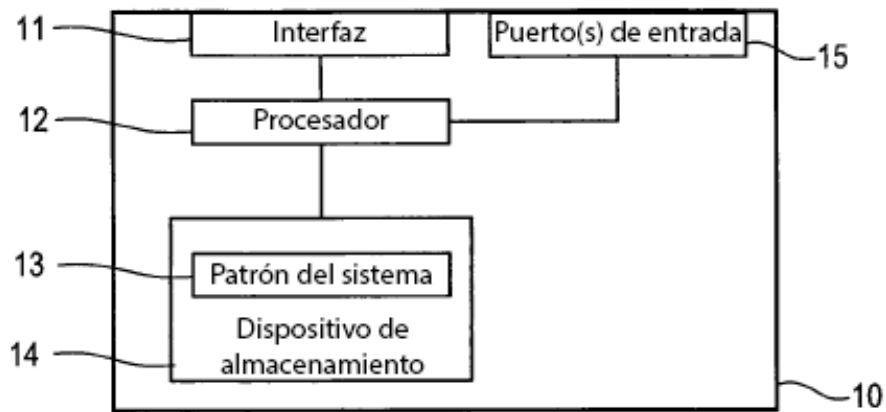 11
Interfaz
Puerto(s) de entrada
15
12
Procesador
13
Patrón del sistema
Dispositivo de
almacenamiento
14
10